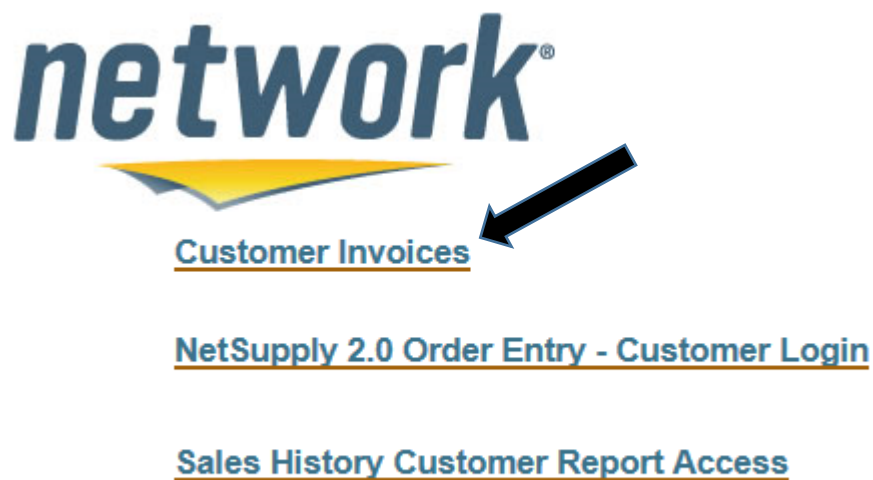 network®
Customer Invoices
NetSupply 2.0 Order Entry - Customer Login
Sales History Customer Report Access